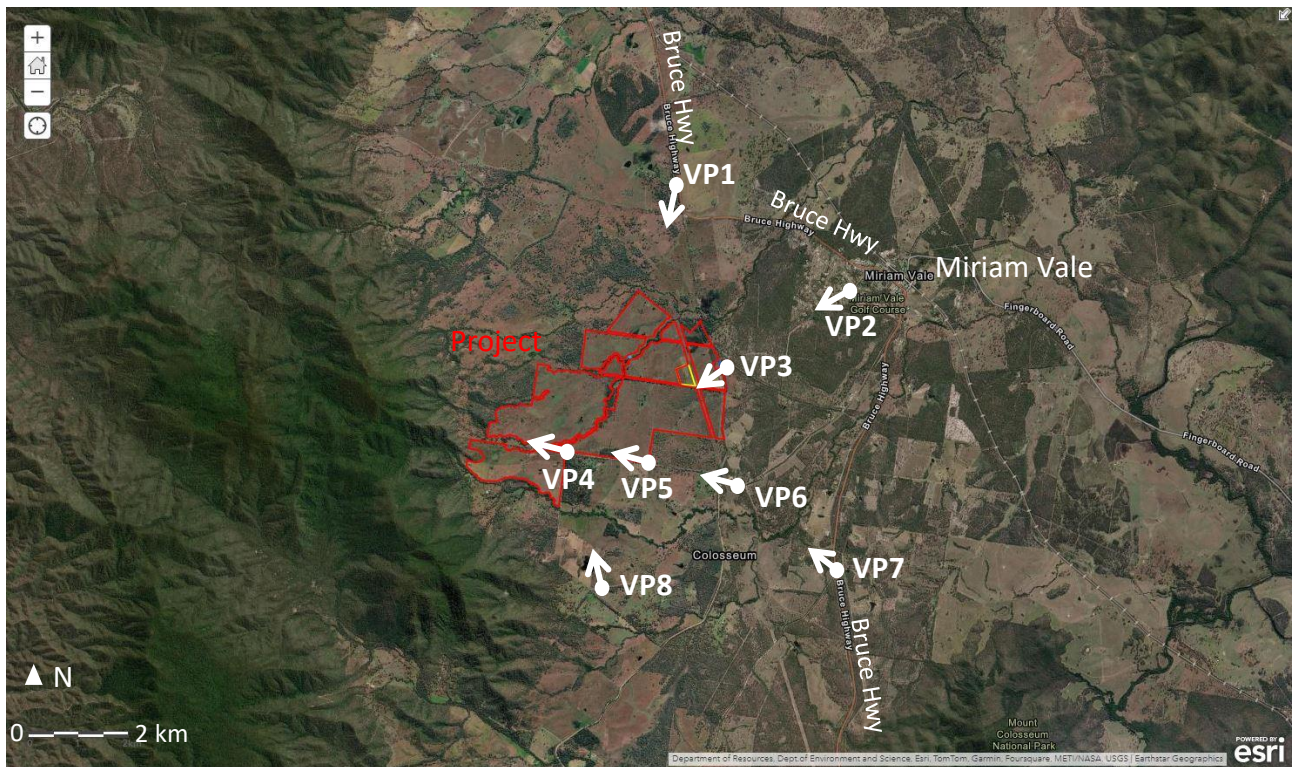 +
−
Bruce Hwy
Bruce Highway
VP1
Bruce Hwy
Bruce Highway
Miriam Vale
Miriam Vale
Miriam Vale
Golf Course
VP2
Fingerboard Road
Project
VP3
Bruce Highway
Fingerboard Road
VP4
VP5
VP6
Colosseum
VP7
VP8
Bruce Highway
Bruce Hwy
N
0 2 km
Mount
Colosseum
National Park
POWERED BY
esri
Department of Resources, Dept. of Environment and Science, Esri, TomTom, Garmin, Foursquare, METI/NASA, USGS | Earthstar Geographics